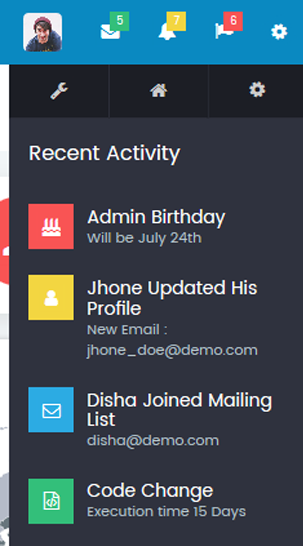 5 7 6
Recent Activity
Admin Birthday
Will be July 24th
Jhone Updated His
Profile
New Email :
jhone_doe@demo.com
Disha Joined Mailing
List
disha@demo.com
Code Change
Execution time 15 Days